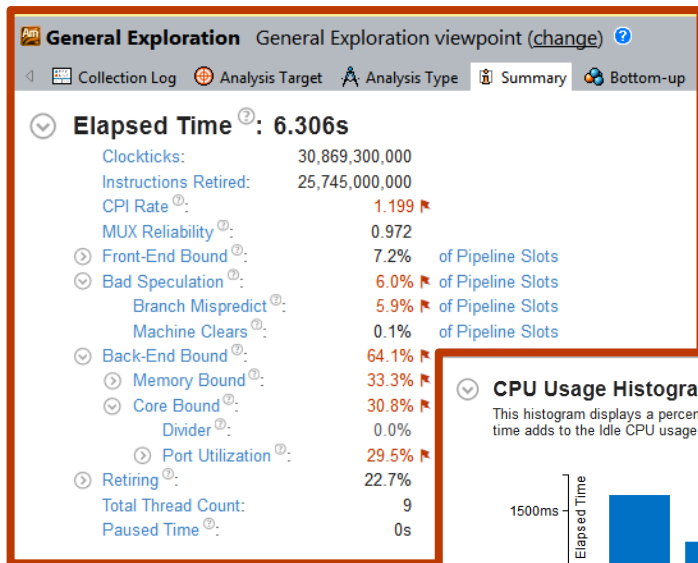 Am General Exploration General Exploration viewpoint (change) ?
Collection Log Analysis Target Analysis Type Summary Bottom-up
Elapsed Time ?: 6.306s
Clockticks: 30,869,300,000
Instructions Retired: 25,745,000,000
CPI Rate ?: 1.199
MUX Reliability ?: 0.972
Front-End Bound ?: 7.2% of Pipeline Slots
Bad Speculation ?: 6.0% of Pipeline Slots
Branch Mispredict ?: 5.9% of Pipeline Slots
Machine Clears ?: 0.1% of Pipeline Slots
Back-End Bound ?: 64.1%
Memory Bound ?: 33.3%
Core Bound ?: 30.8%
Divider ?: 0.0%
Port Utilization ?: 29.5%
Retiring ?: 22.7%
Total Thread Count: 9
Paused Time ?: 0s
CPU Usage Histogra
This histogram displays a percen
time adds to the Idle CPU usage
1500ms
Elapsed Time